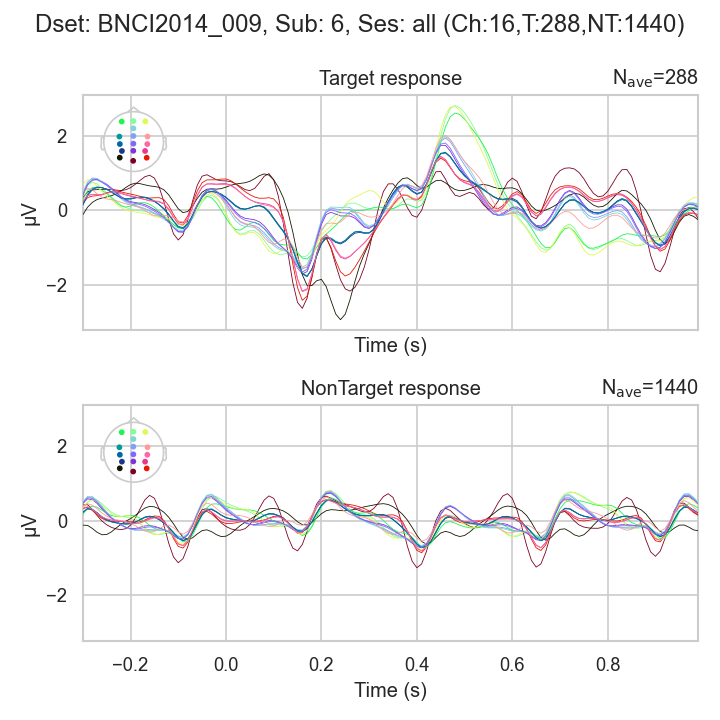 Dset: BNCI2014_009, Sub: 6, Ses: all (Ch:16,T:288,NT:1440)
Target response
Nave=288
2
0
−2
μV
Time (s)
NonTarget response
Nave=1440
2
0
−2
μV
−0.2 0.0 0.2 0.4 0.6 0.8
Time (s)